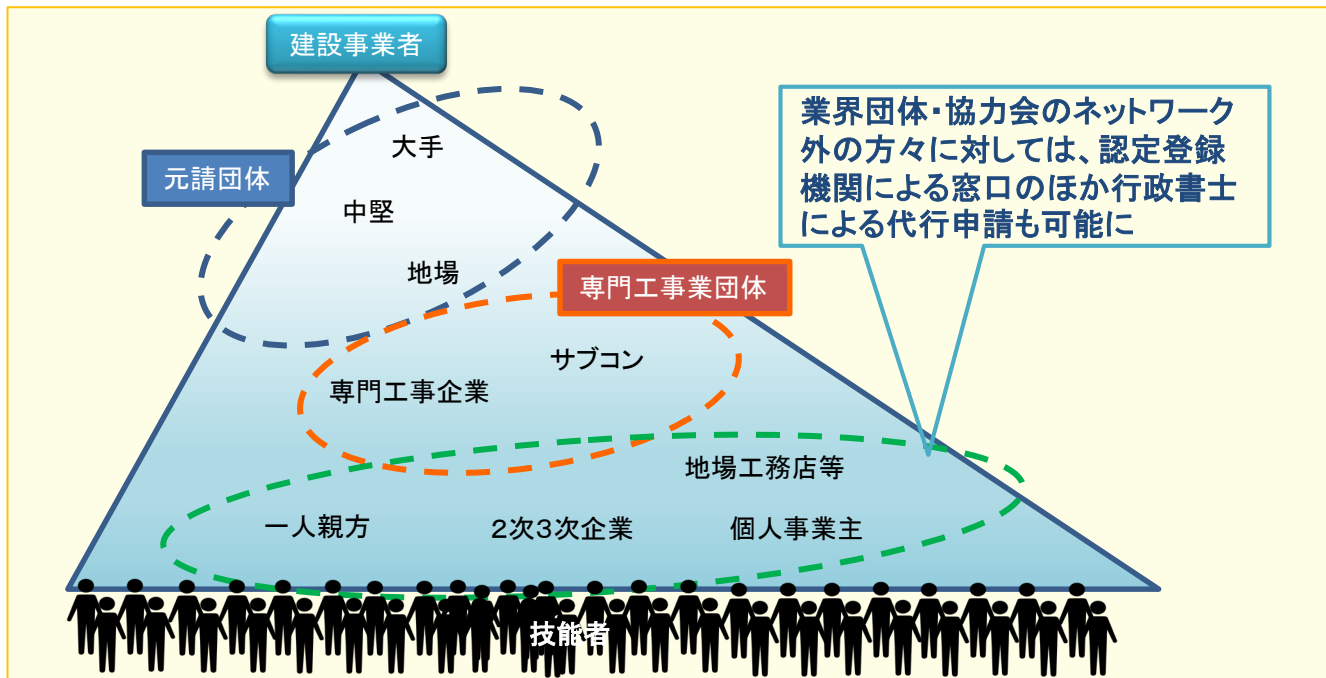 建設事業者
大手
元請団体
中堅
地場
業界団体・協力会のネットワーク
外の方々に対しては、認定登録
機関による窓口のほか行政書士
による代行申請も可能に
専門工事業団体
サブコン
専門工事企業
地場工務店等
一人親方
2次3次企業
個人事業主
技能者